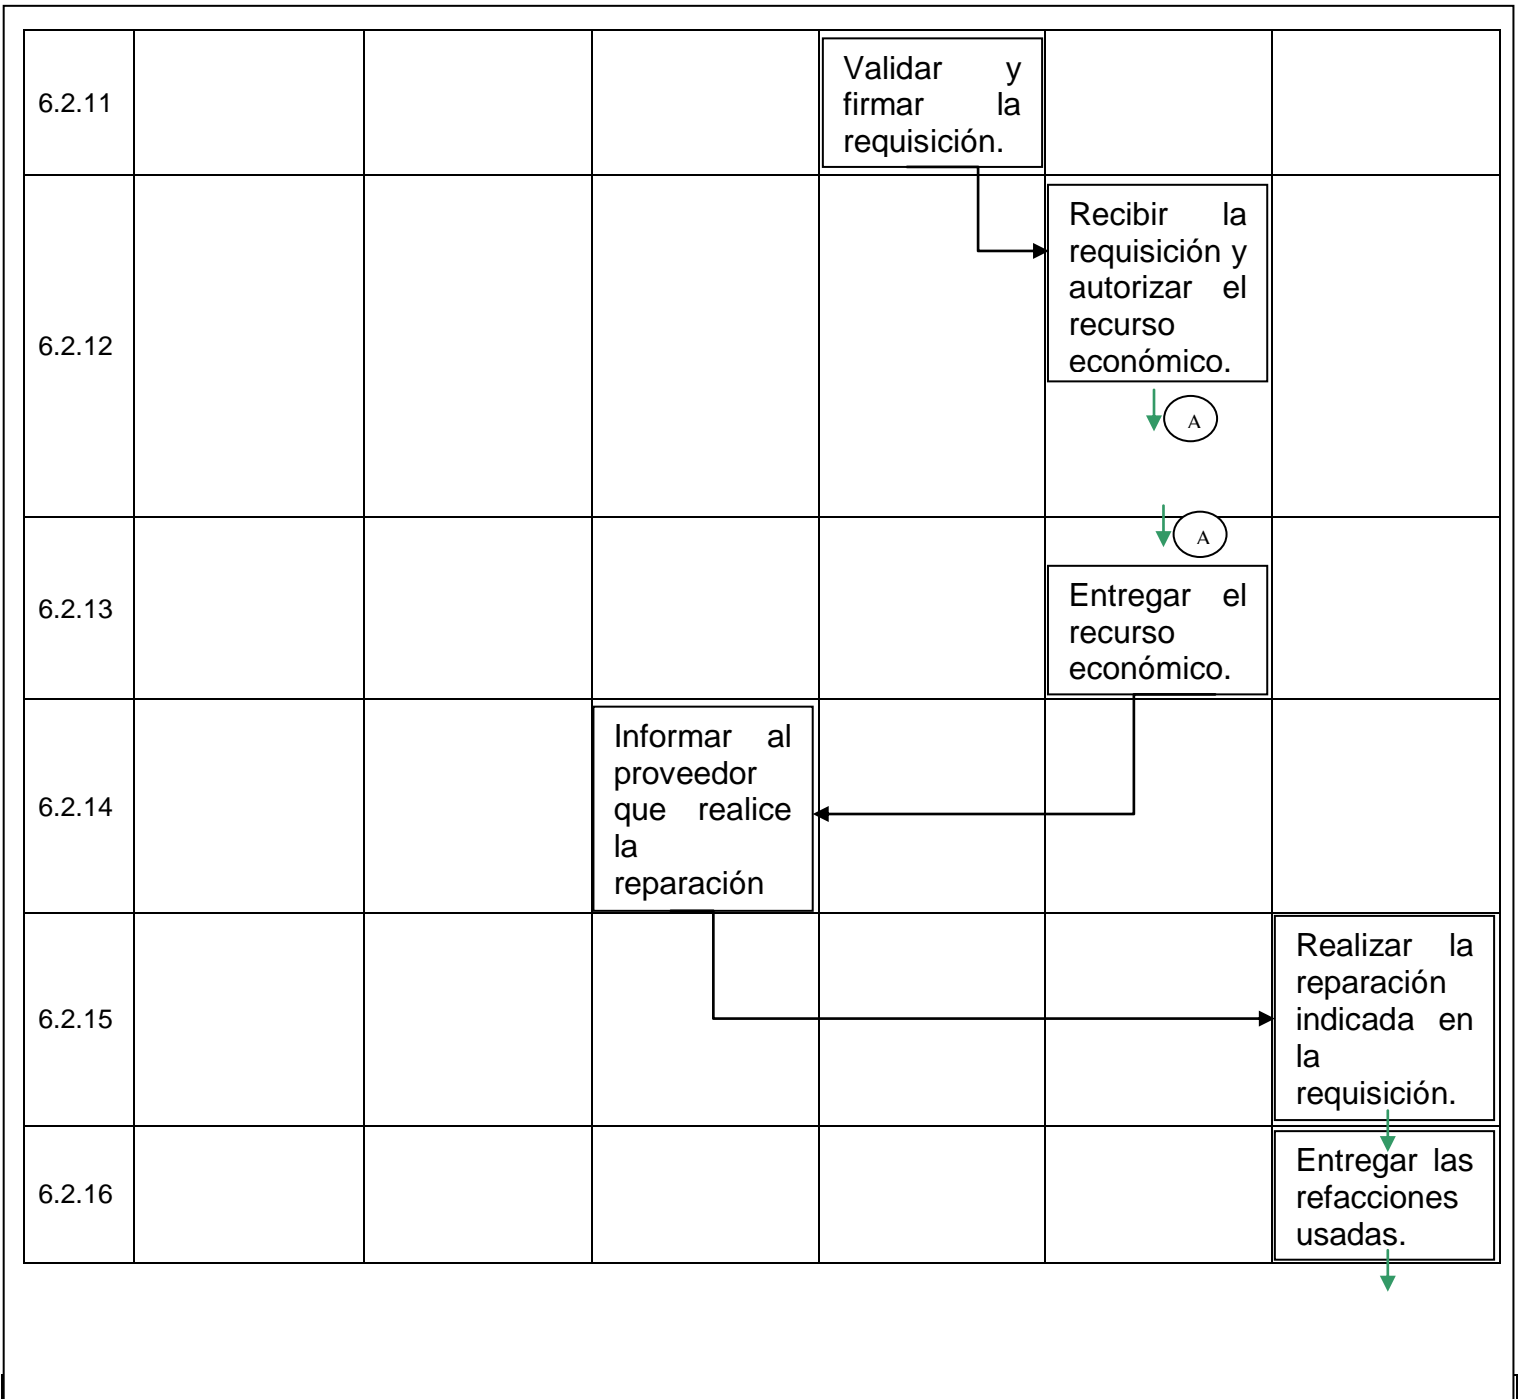 6.2.11
Validar y
firmar la
requisición.
6.2.12
Recibir la
requisición y
autorizar el
recurso
económico.
A
A
6.2.13
Entregar el
recurso
económico.
6.2.14
Informar al
proveedor
que realice
la
reparación
6.2.15
Realizar la
reparación
indicada en
la
requisición.
6.2.16
Entregar las
refacciones
usadas.